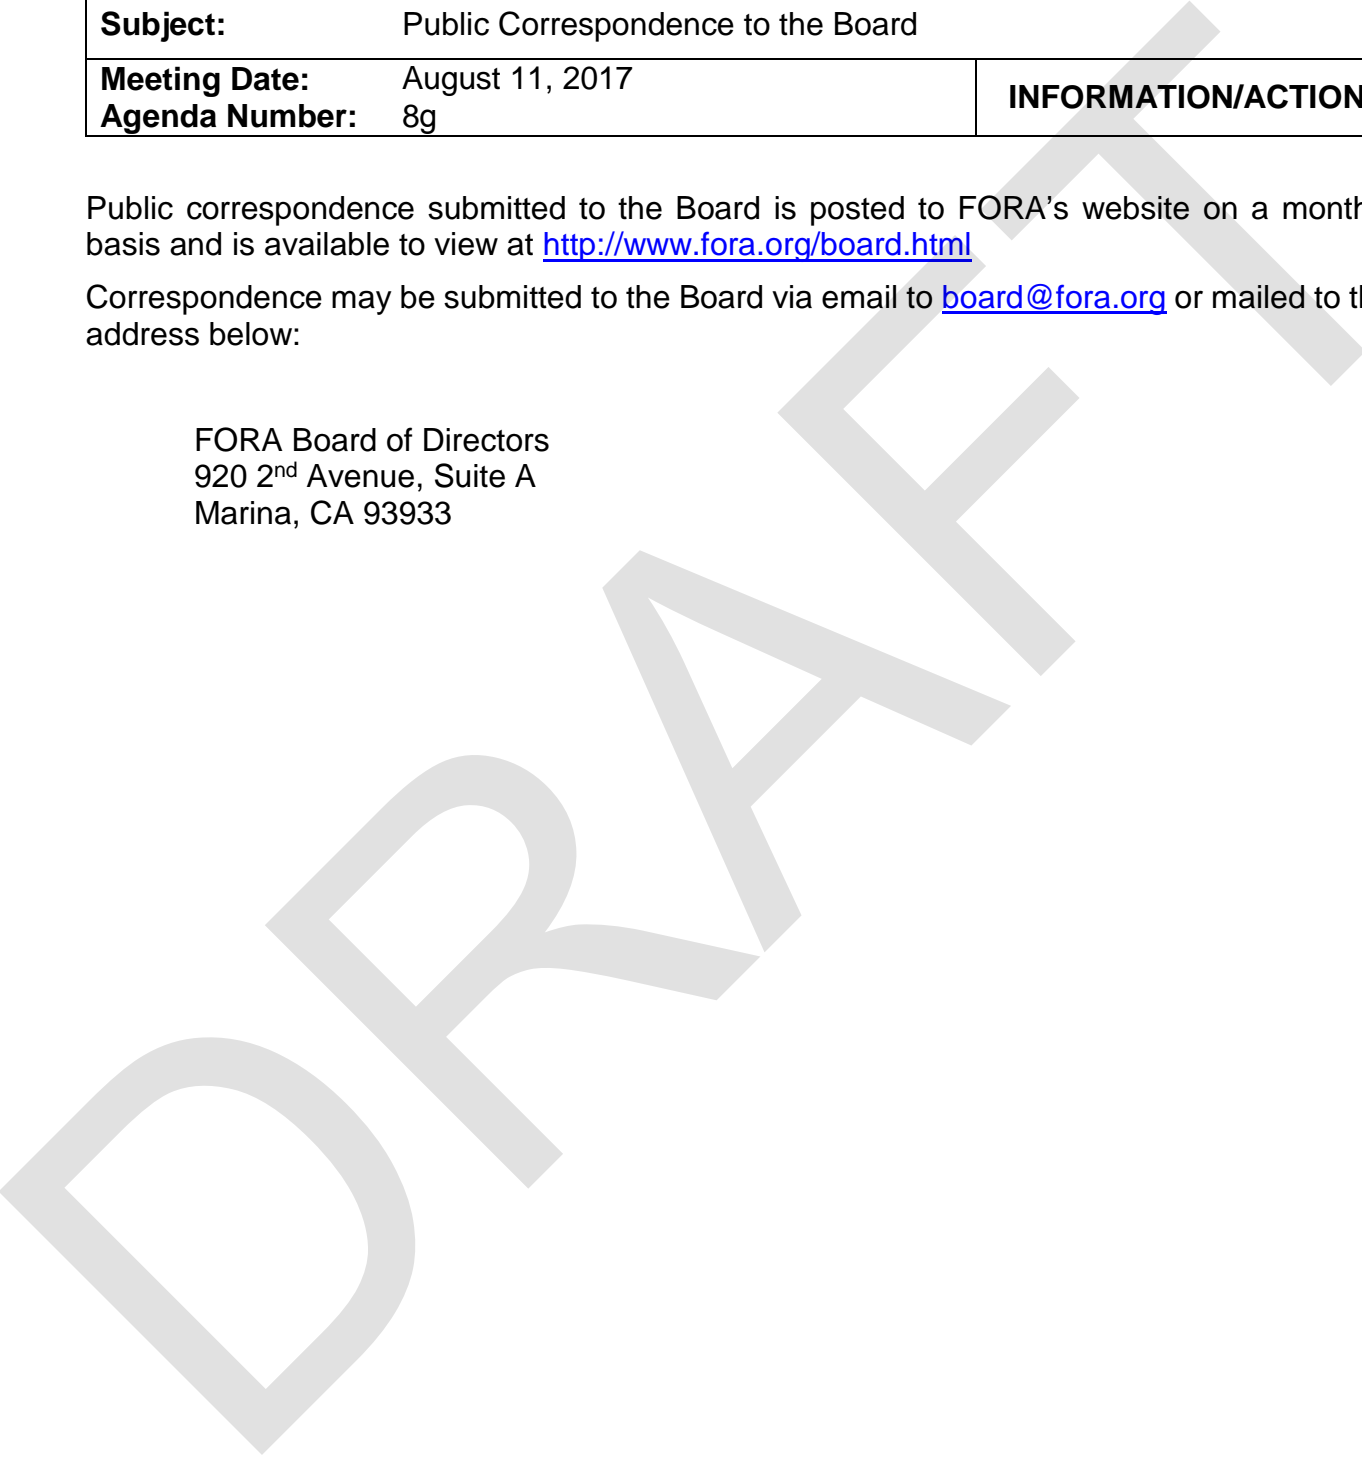 Subject: Public Correspondence to the Board
Meeting Date: August 11, 2017
INFORMATION/ACTION
Agenda Number: 8g
Public correspondence submitted to the Board is posted to FORA’s website on a month
basis and is available to view at http://www.fora.org/board.html
Correspondence may be submitted to the Board via email to board@fora.org or mailed to th
address below:
FORA Board of Directors
920 2nd Avenue, Suite A
Marina, CA 93933
DRAFT